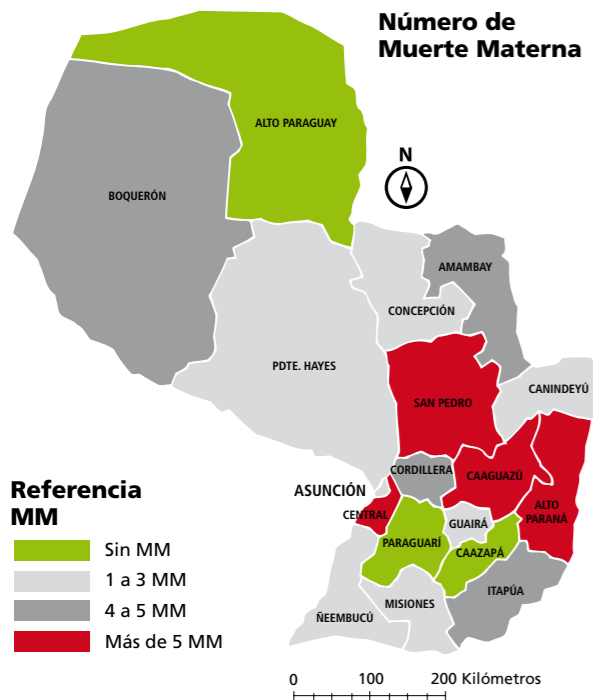 Número de
Muerte Materna
ALTO PARAGUAY
N
BOQUERÓN
AMAMBAY
CONCEPCIÓN
PDTE. HAYES
CANINDEYÚ
SAN PEDRO
CORDILLERA
CAAGUAZÚ
ASUNCIÓN
CENTRAL
ALTO
PARANÁ
GUAIRÁ
PARAGUARÍ
CAAZAPÁ
ITAPÚA
MISIONES
ÑEEMBUCÚ
Referencia
MM
Sin MM
1 a 3 MM
4 a 5 MM
Más de 5 MM
0 100 200 Kilómetros